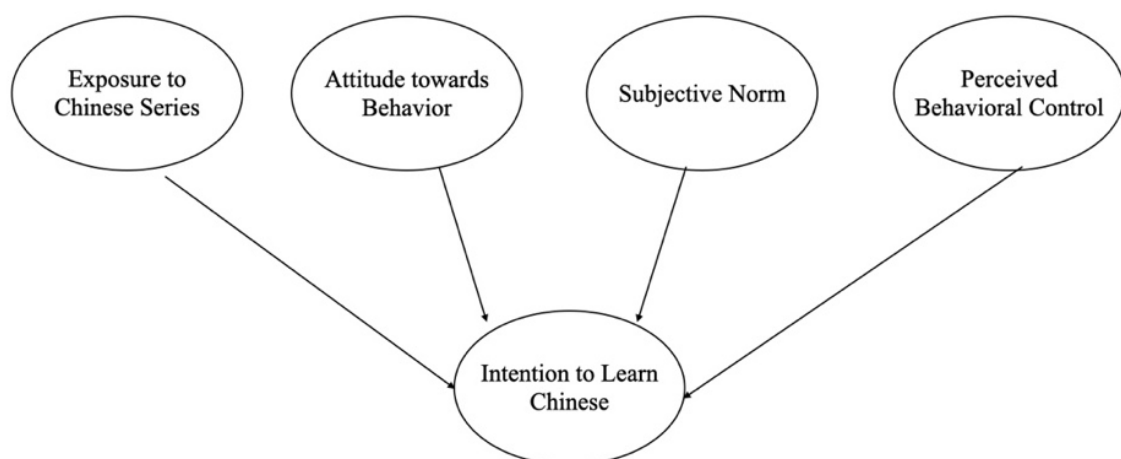 Exposure to
Chinese Series
Attitude towards
Behavior
Subjective Norm
Perceived
Behavioral Control
Intention to Learn
Chinese